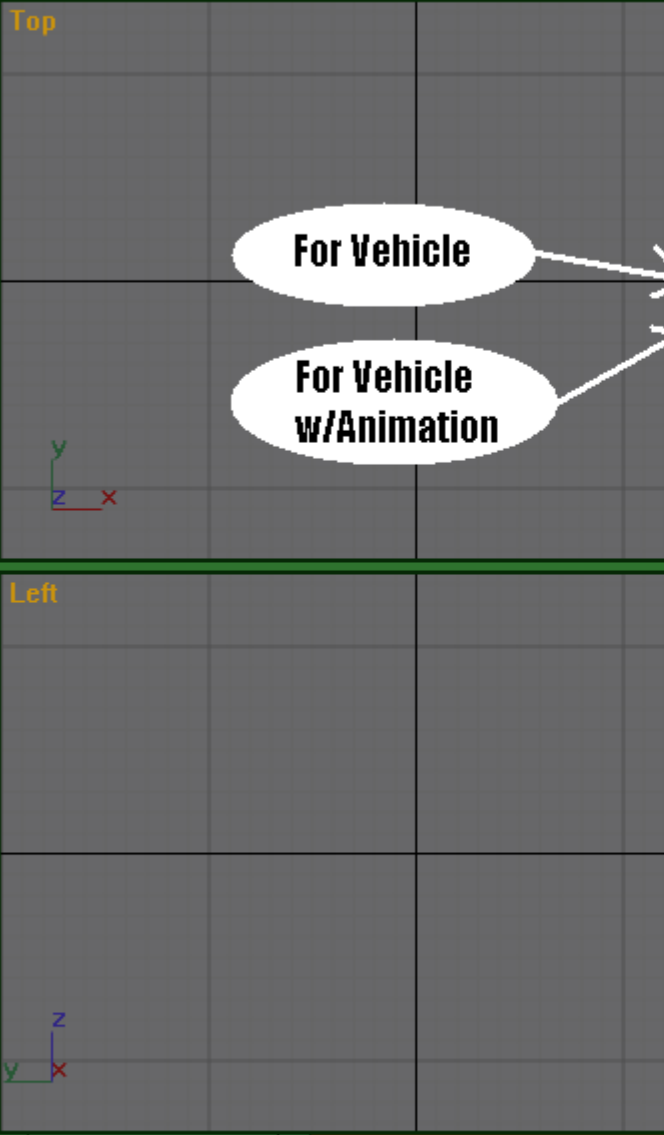 Top
For Vehicle
For Vehicle
w/Animation
y
z x
Left
z
y x